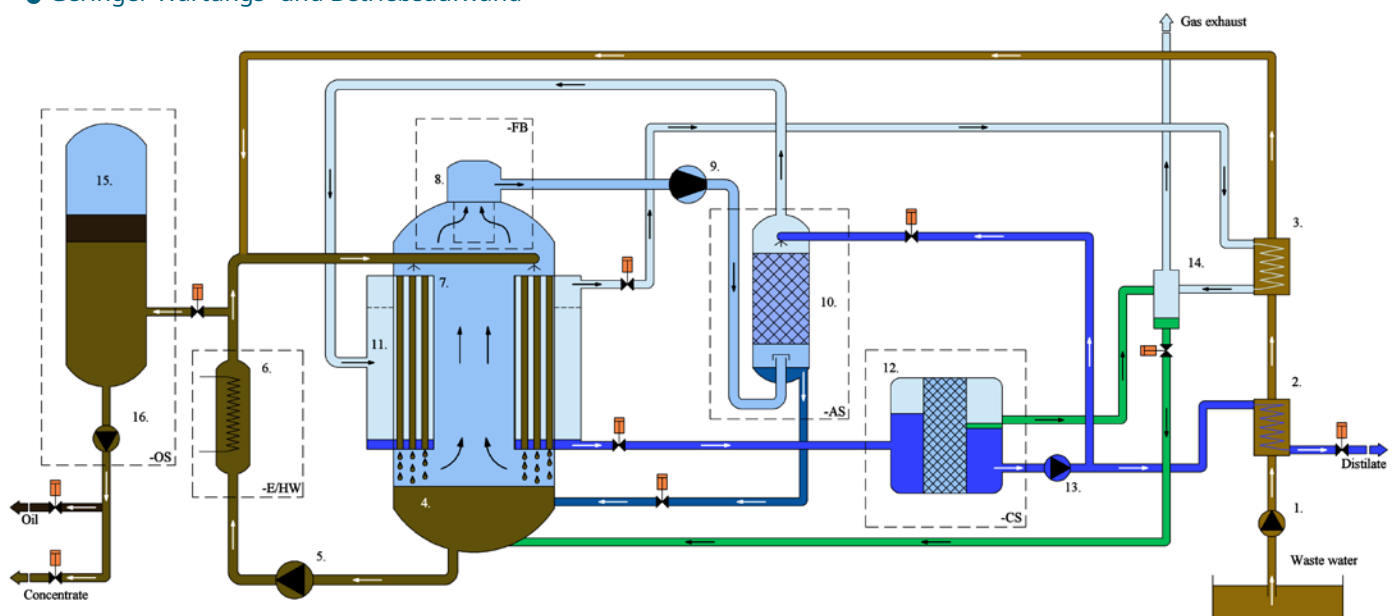 Geringer Wartungs- und Betriebsaufwand
Gas exhaust
-FB
9.
15.
8.
3.
7.
14.
10.
11.
6.
12.
2.
16.
-AS
-OS
Distilate
-E/HW
13.
4.
1.
Oil
-CS
5.
Waste water
Concentrate